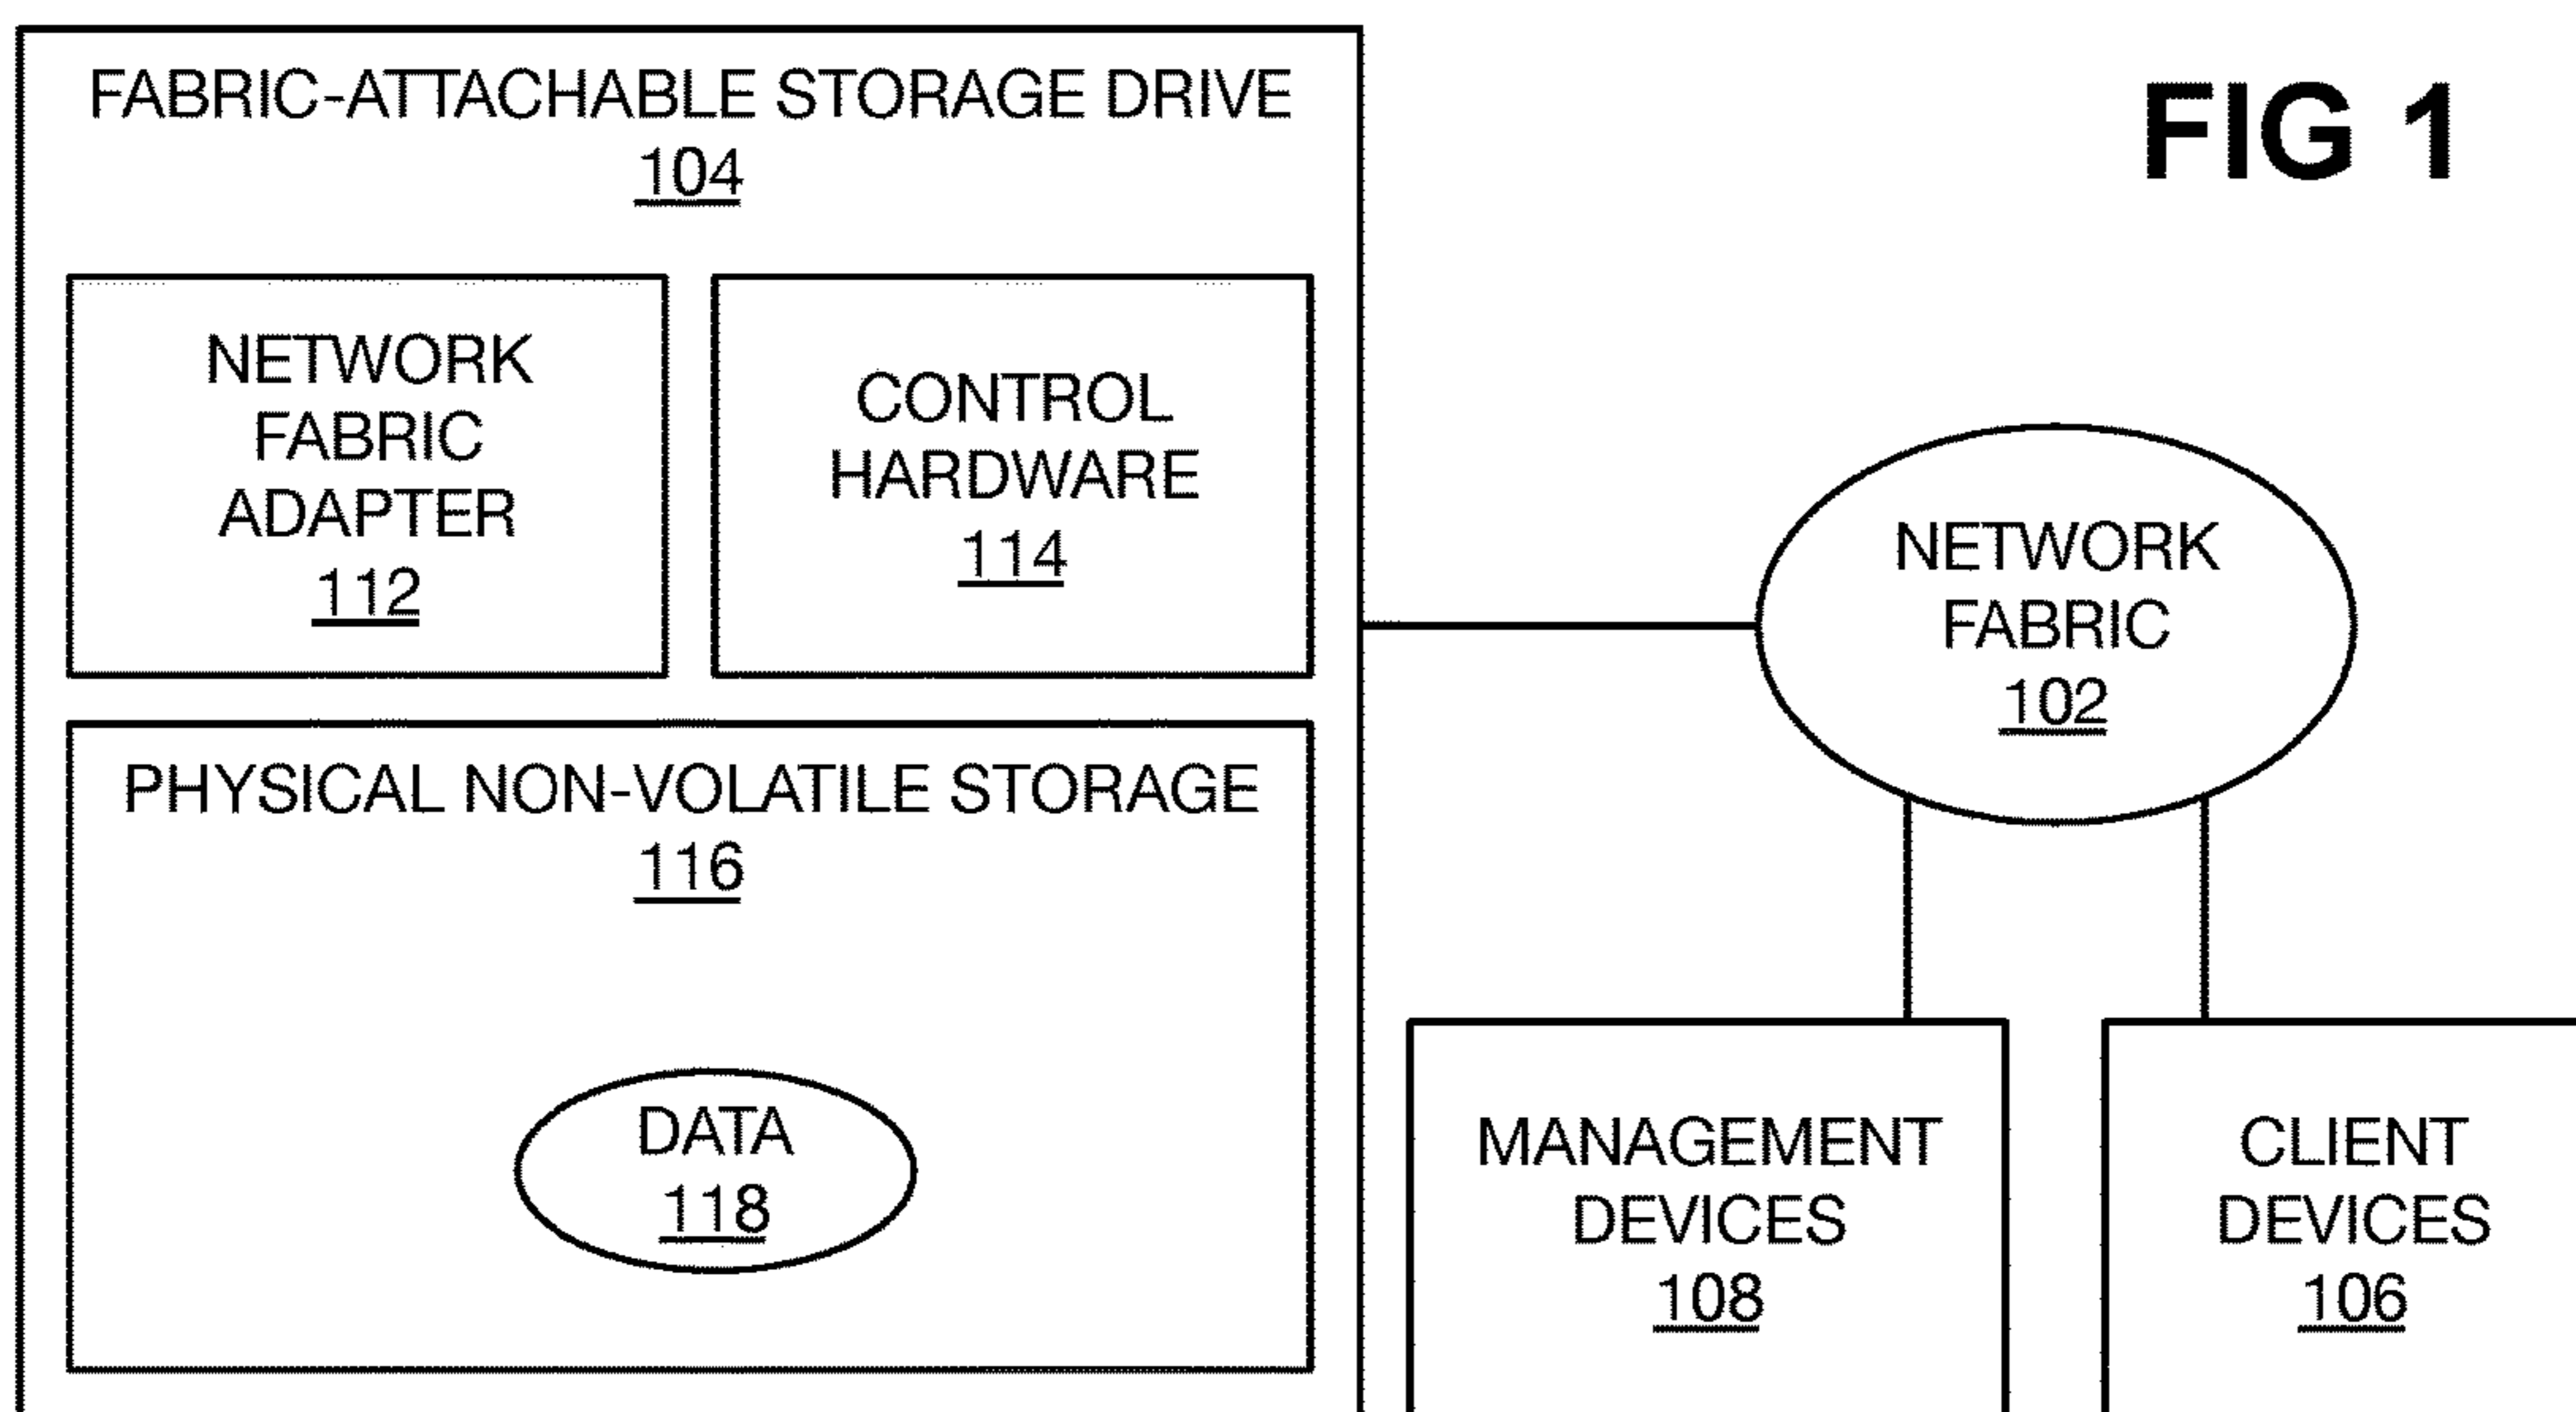 FABRIC-ATTACHABLE STORAGE DRIVE
104
FIG 1
NETWORK
FABRIC
ADAPTER
112
CONTROL
HARDWARE
114
NETWORK
FABRIC
102
PHYSICAL NON-VOLATILE STORAGE
116
DATA
118
MANAGEMENT
DEVICES
108
CLIENT
DEVICES
106